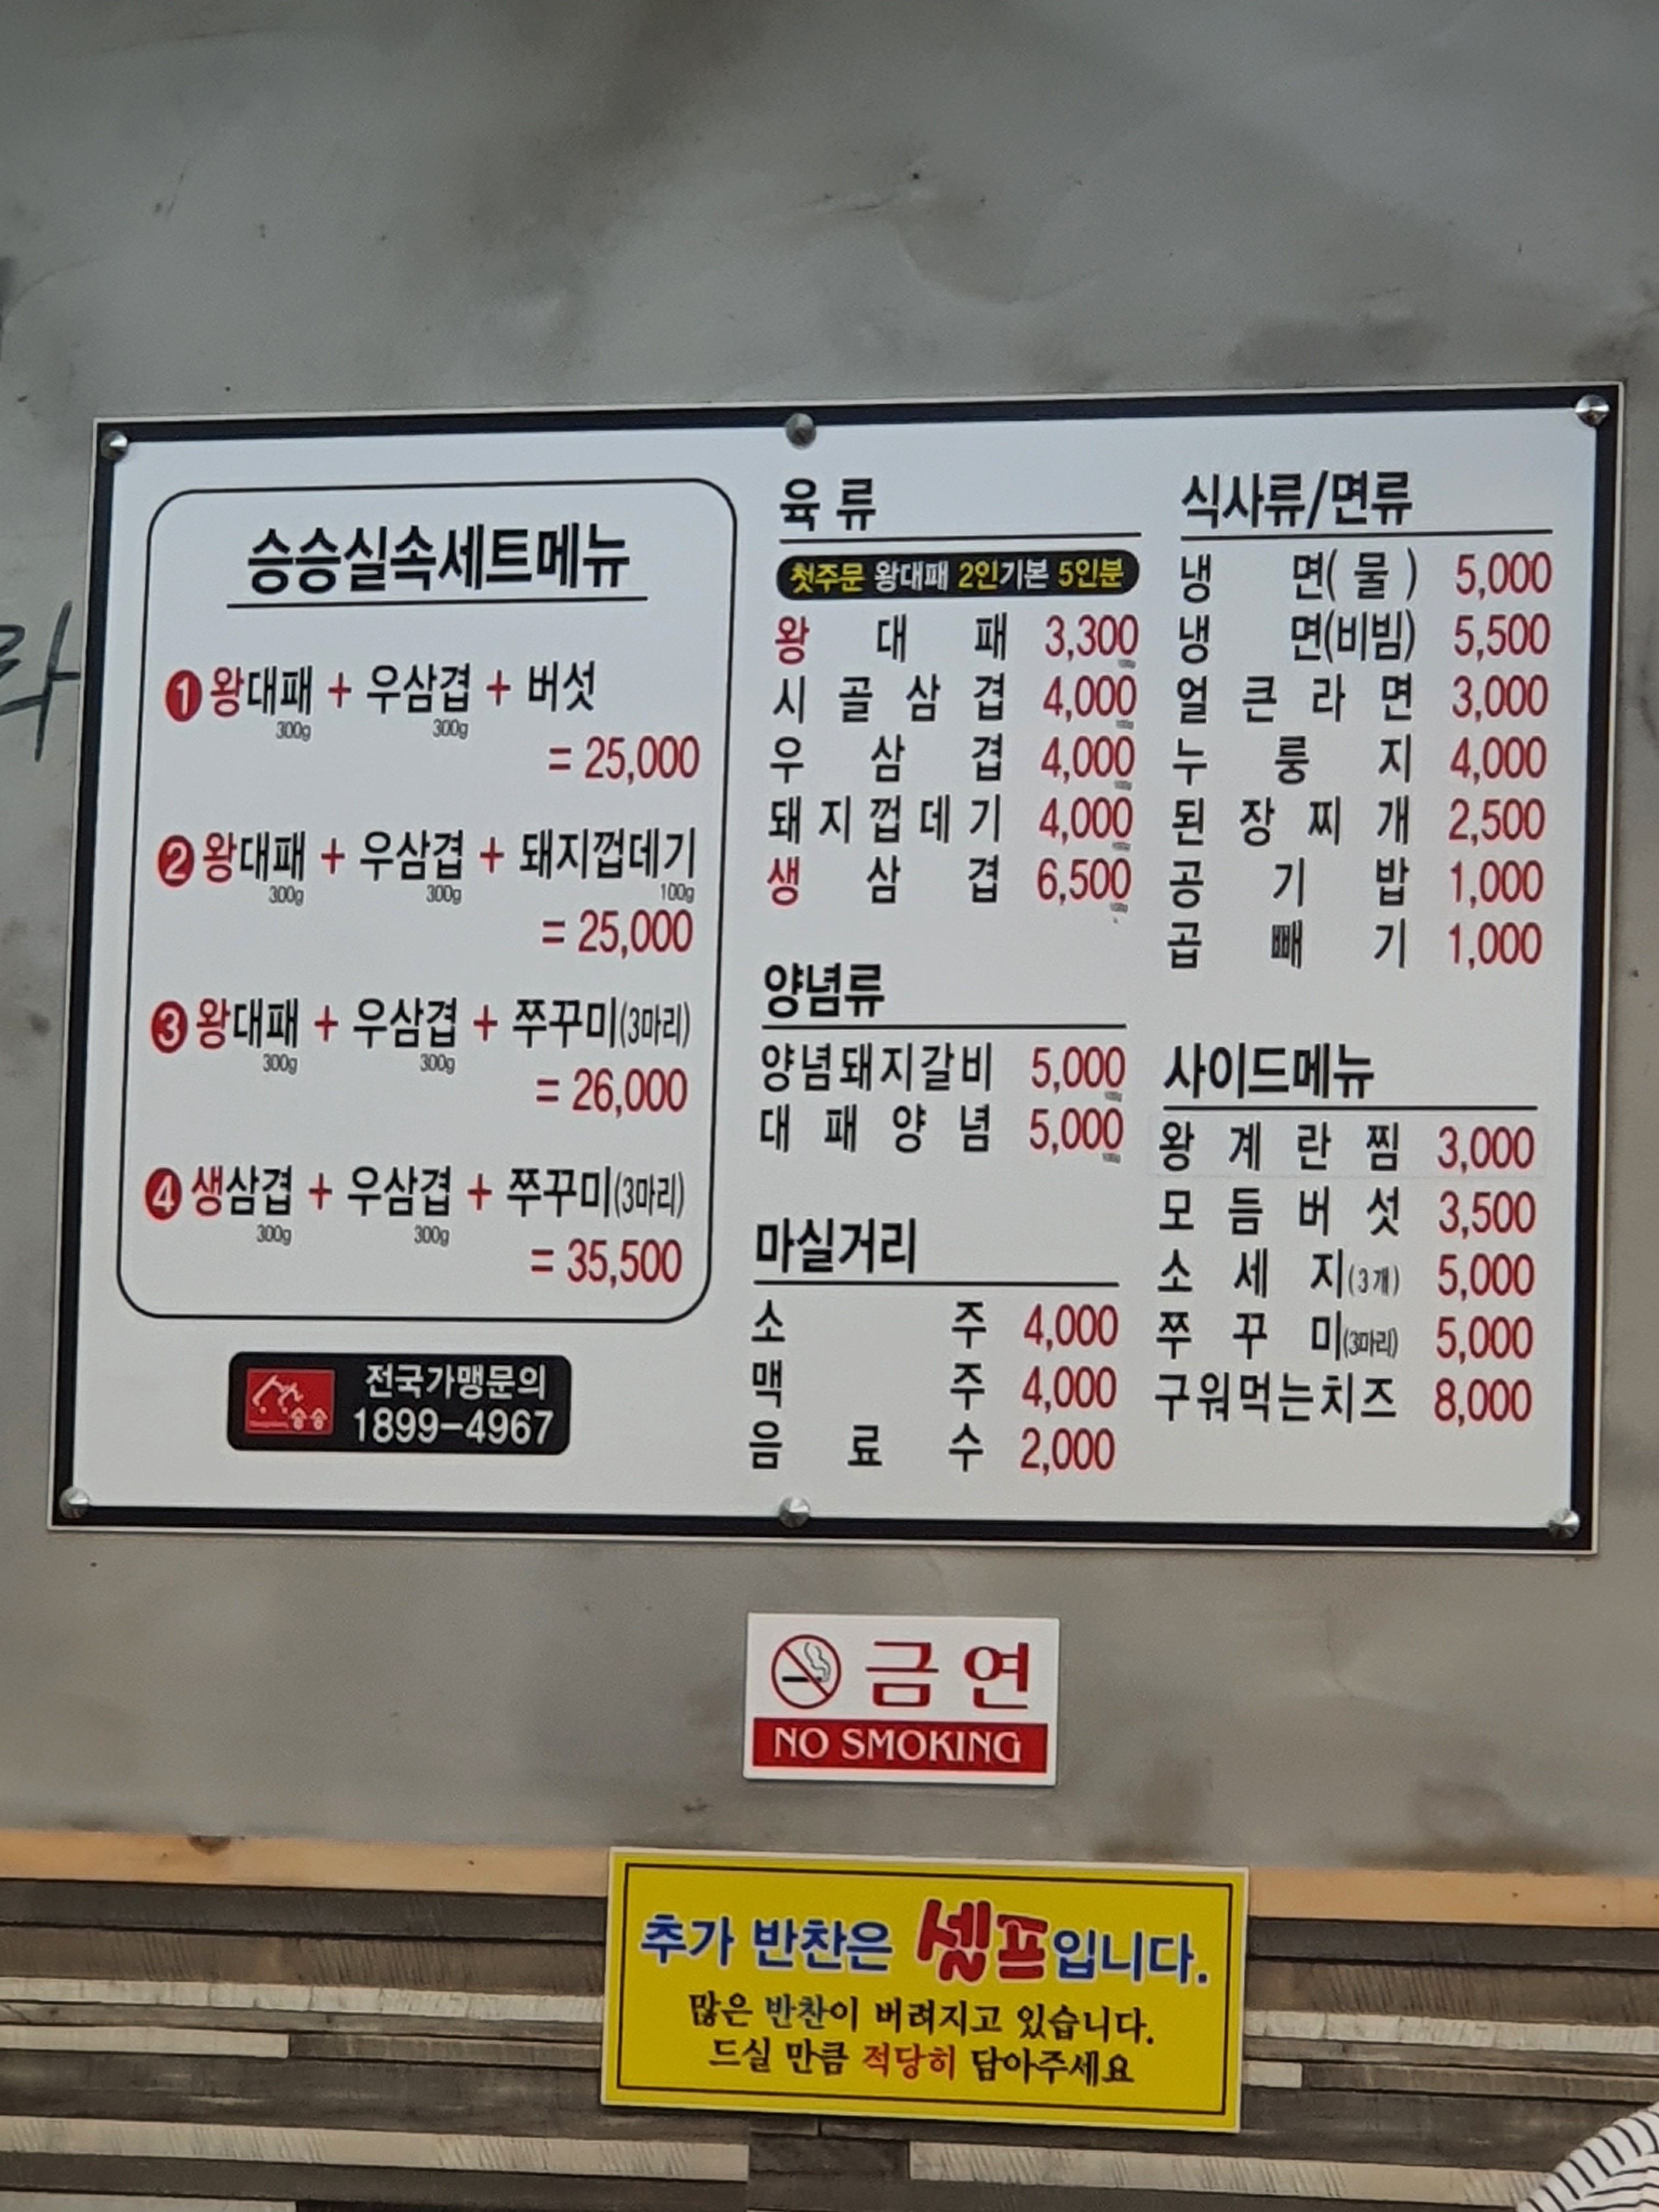 승승실속세트메뉴
1 왕대패 + 우삼겹 + 버섯
300g 300g
= 25,000
2 왕대패 + 우삼겹 + 돼지껍데기
300g 300g 100g
= 25,000
3 왕대패 + 우삼겹 + 쭈꾸미(3마리)
300g 300g
= 26,000
4 생삼겹 + 우삼겹 + 쭈꾸미(3마리)
300g 300g
= 35,500
승승
전국가맹문의
1899-4967
육류
첫주문 왕대패 2인기본 5인분
왕대패 3,300
시골삼겹 4,000
우삼겹 4,000
돼지껍데기 4,000
생삼겹 6,500
양념류
양념돼지갈비 5,000
대패양념 5,000
마실거리
소주 4,000
맥주 4,000
음료수 2,000
식사류/면류
냉면(물) 5,000
냉면(비빔) 5,500
얼큰라면 3,000
누룽지 4,000
된장찌개 2,500
공기밥 1,000
곱빼기 1,000
사이드메뉴
왕계란찜 3,000
모듬버섯 3,500
소세지(3개) 5,000
쭈꾸미(3마리) 5,000
구워먹는치즈 8,000
금연
NO SMOKING
추가 반찬은 셀프입니다.
많은 반찬이 버려지고 있습니다.
드실 만큼 적당히 담아주세요